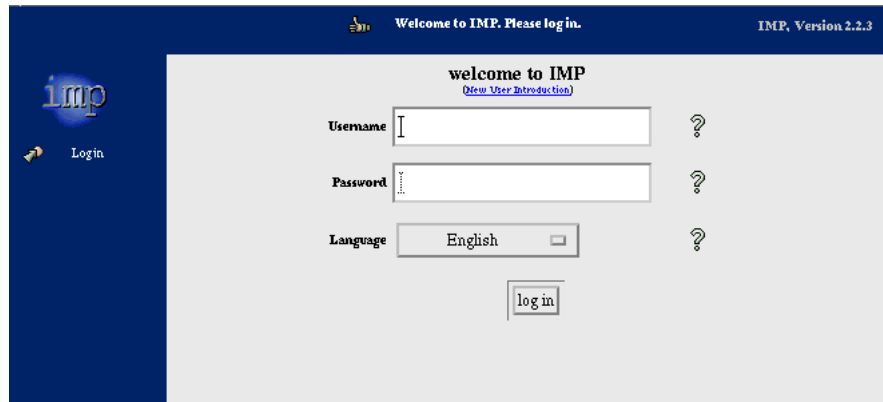 Welcome to IMP. Please log in.
IMP, Version 2.2.3
imp
Login
welcome to IMP
(New User Introduction)
Username
?
Password
?
Language
English
?
log in